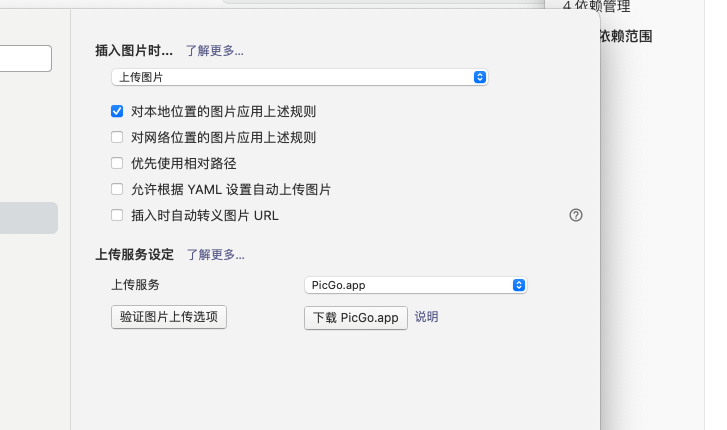 4 依赖管理
依赖范围
插入图片时... 了解更多...
上传图片
对本地位置的图片应用上述规则
对网络位置的图片应用上述规则
优先使用相对路径
允许根据 YAML 设置自动上传图片
插入时自动转义图片 URL
?
上传服务设定 了解更多...
上传服务 PicGo.app
验证图片上传选项 下载 PicGo.app 说明